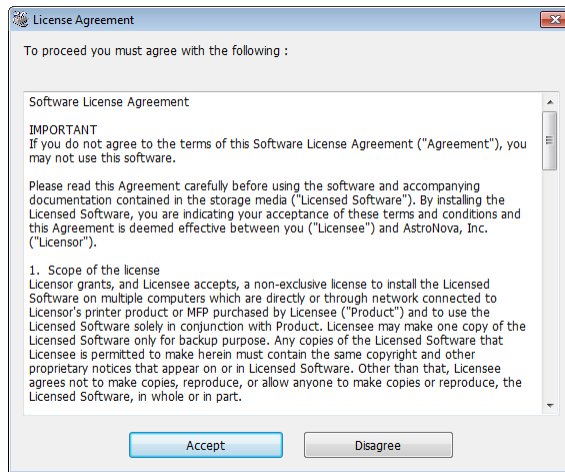 License Agreement
To proceed you must agree with the following :
Software License Agreement
IMPORTANT
If you do not agree to the terms of this Software License Agreement ("Agreement"), you
may not use this software.
Please read this Agreement carefully before using the software and accompanying
documentation contained in the storage media ("Licensed Software"). By installing the
Licensed Software, you are indicating your acceptance of these terms and conditions and
this Agreement is deemed effective between you ("Licensee") and AstroNova, Inc.
("Licensor").
1.  Scope of the license
Licensor grants, and Licensee accepts, a non-exclusive license to install the Licensed
Software on multiple computers which are directly or through network connected to
Licensor's printer product or MFP purchased by Licensee ("Product") and to use the
Licensed Software solely in conjunction with Product. Licensee may make one copy of the
Licensed Software only for backup purpose. Any copies of the Licensed Software that
Licensee is permitted to make herein must contain the same copyright and other
proprietary notices that appear on or in Licensed Software. Other than that, Licensee
agrees not to make copies, reproduce, or allow anyone to make copies or reproduce, the
Licensed Software, in whole or in part.
Accept
Disagree